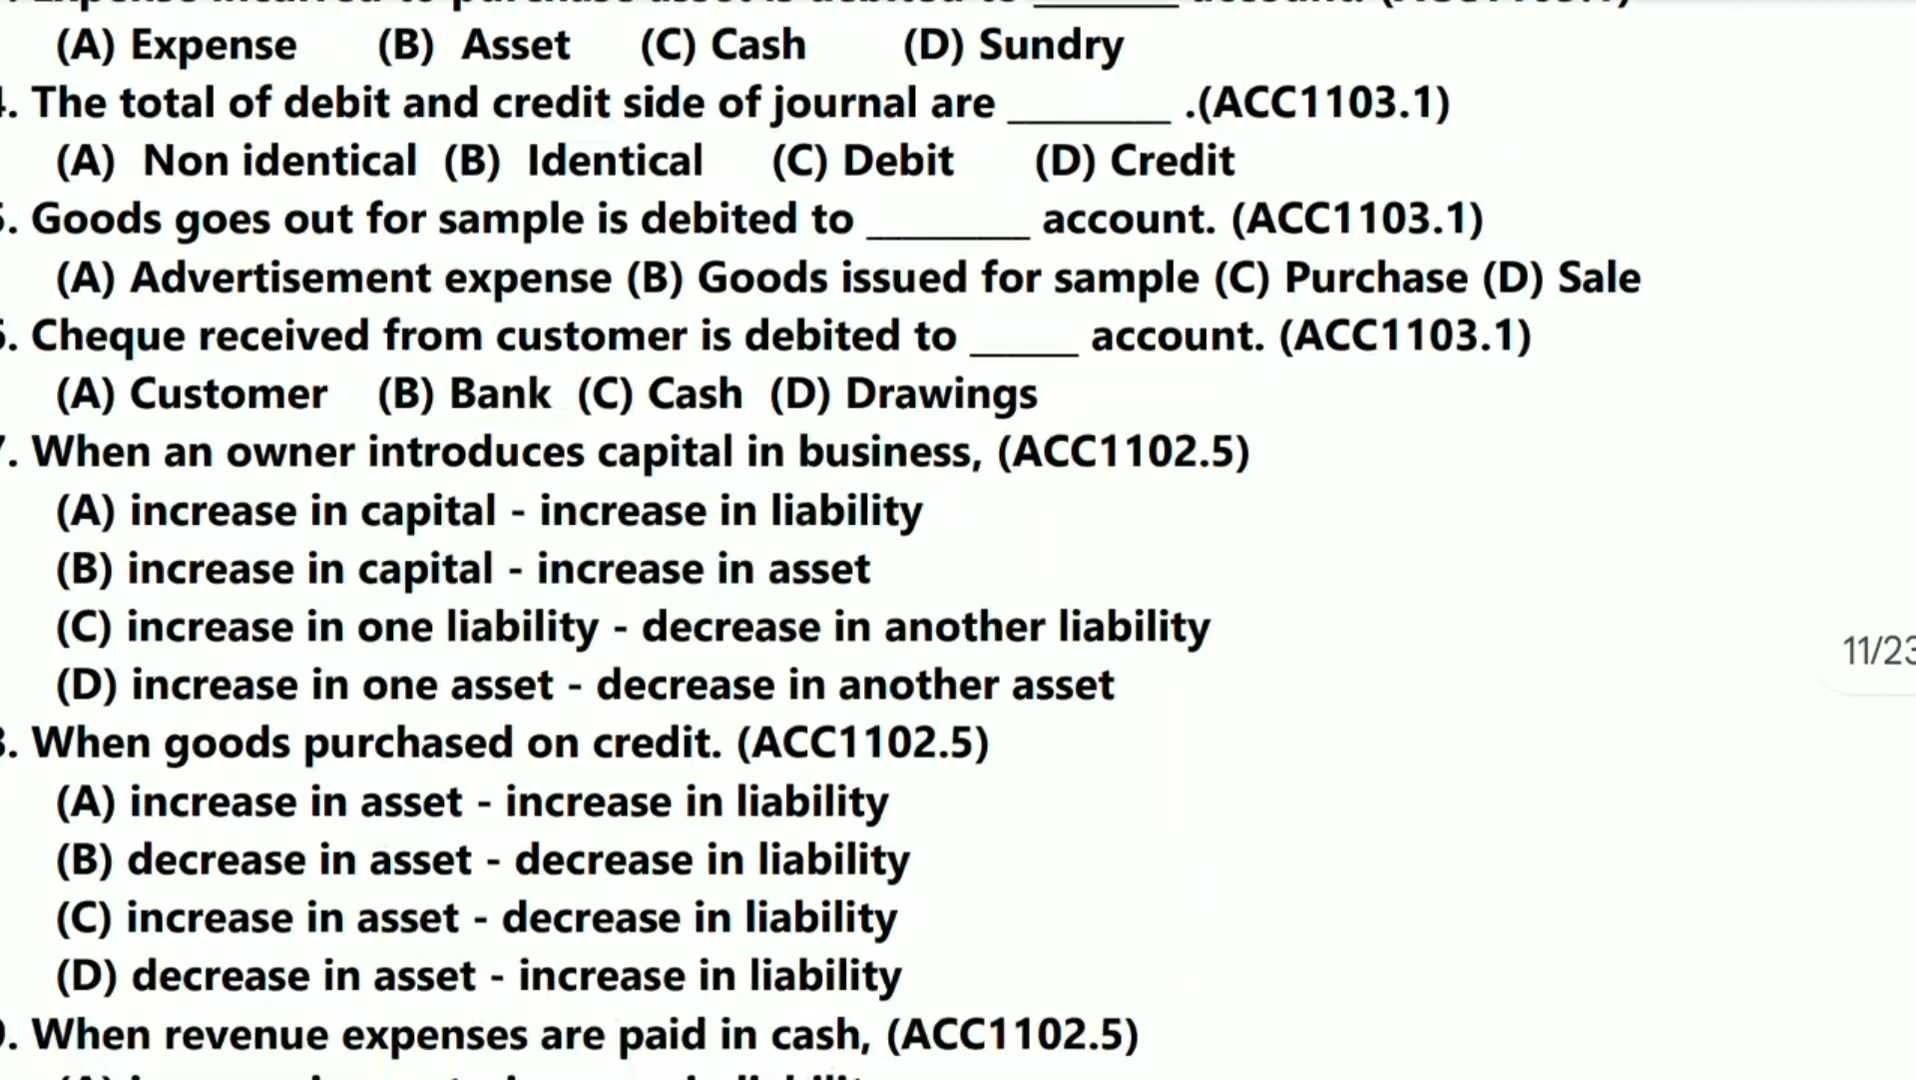 (A) Expense (B) Asset (C) Cash (D) Sundry
. The total of debit and credit side of journal are ________ .(ACC1103.1)
(A) Non identical (B) Identical (C) Debit (D) Credit
. Goods goes out for sample is debited to ________ account. (ACC1103.1)
(A) Advertisement expense (B) Goods issued for sample (C) Purchase (D) Sale
. Cheque received from customer is debited to _____ account. (ACC1103.1)
(A) Customer (B) Bank (C) Cash (D) Drawings
. When an owner introduces capital in business, (ACC1102.5)
(A) increase in capital - increase in liability
(B) increase in capital - increase in asset
(C) increase in one liability - decrease in another liability
(D) increase in one asset - decrease in another asset
11/23
. When goods purchased on credit. (ACC1102.5)
(A) increase in asset - increase in liability
(B) decrease in asset - decrease in liability
(C) increase in asset - decrease in liability
(D) decrease in asset - increase in liability
. When revenue expenses are paid in cash, (ACC1102.5)